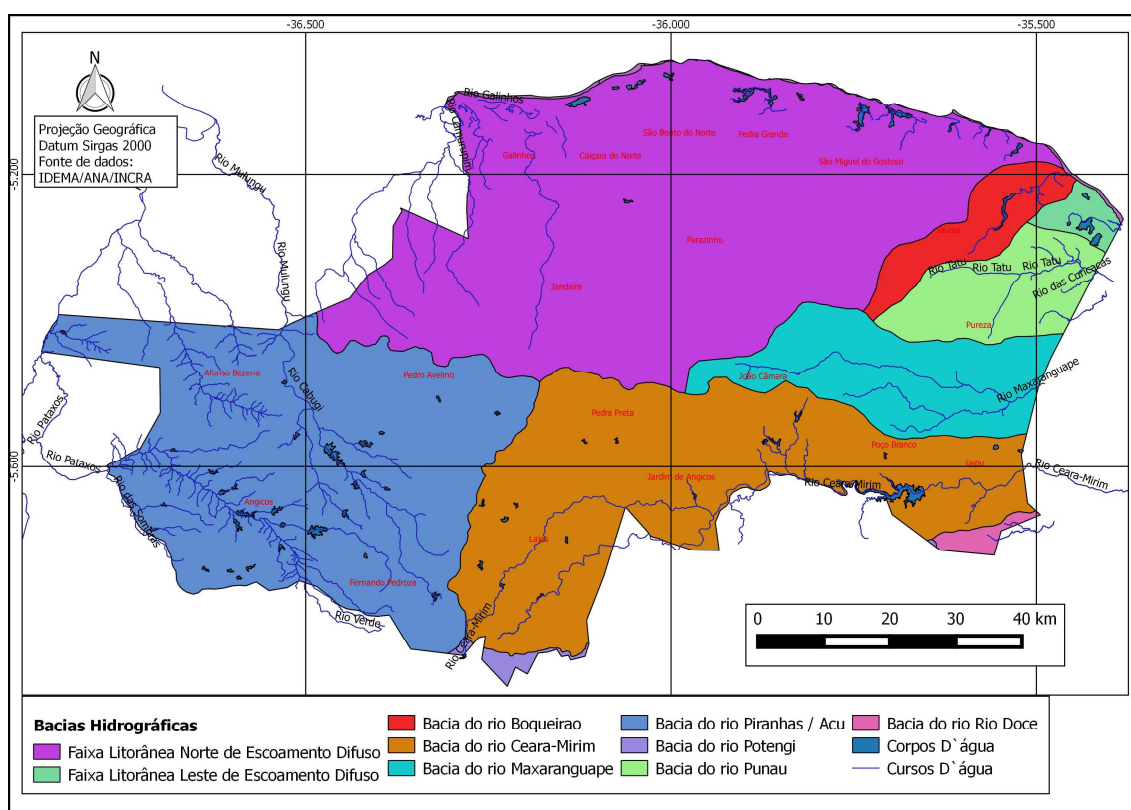 -36.500
-36.000
-35.500
N
Projeção Geográfica
Datum Sirgas 2000
Fonte de dados:
IDEMA/ANA/INCRA
-5.200
-5.600
Rio Galinhos
Rio Camurupim
Rio Mulungu
Rio Mulungu
São Bento do Norte
Pedra Grande
Galinhos
Caiçara do Norte
São Miguel do Gostoso
Touros
Parazinho
Rio Tatu
Rio Tatu
Rio Tatu
Rio das Curicacas
Jandaíra
Pureza
Afonso Bezerra
Rio Cabugi
Pedro Avelino
João Câmara
Rio Maxaranguape
Rio Pataxos
Pedra Preta
Poço Branco
Rio Pataxos
Taipu
Rio Ceara-Mirim
Jardim de Angicos
Rio Ceara-Mirim
Angicos
Lajes
Fernando Pedroza
Rio Verde
Rio Ceara-Mirim
0 10 20 30 40 km
Bacias Hidrográficas
Faixa Litorânea Norte de Escoamento Difuso
Faixa Litorânea Leste de Escoamento Difuso
Bacia do rio Boqueirao
Bacia do rio Ceara-Mirim
Bacia do rio Maxaranguape
Bacia do rio Piranhas / Acu
Bacia do rio Potengi
Bacia do rio Punau
Bacia do rio Rio Doce
Corpos D`água
Cursos D`água